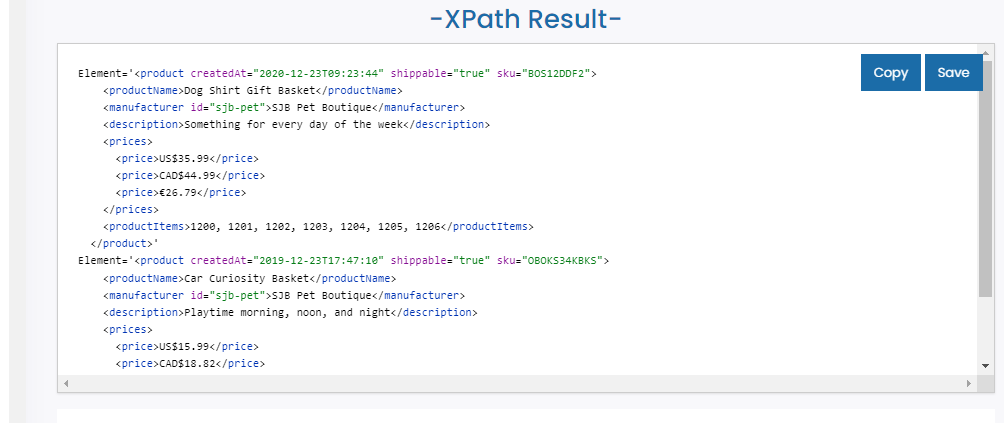 -XPath Result-
Copy
Save
Element='<product createdAt="2020-12-23T09:23:44" shippable="true" sku="BOS12DDF2">
<productName>Dog Shirt Gift Basket</productName>
<manufacturer id="sjb-pet">SJB Pet Boutique</manufacturer>
<description>Something for every day of the week</description>
<prices>
<price>US$35.99</price>
<price>CAD$44.99</price>
<price>€26.79</price>
</prices>
<productItems>1200, 1201, 1202, 1203, 1204, 1205, 1206</productItems>
</product>'
Element='<product createdAt="2019-12-23T17:47:10" shippable="true" sku="OBOKS34KBKS">
<productName>Car Curiosity Basket</productName>
<manufacturer id="sjb-pet">SJB Pet Boutique</manufacturer>
<description>Playtime morning, noon, and night</description>
<prices>
<price>US$15.99</price>
<price>CAD$18.82</price>